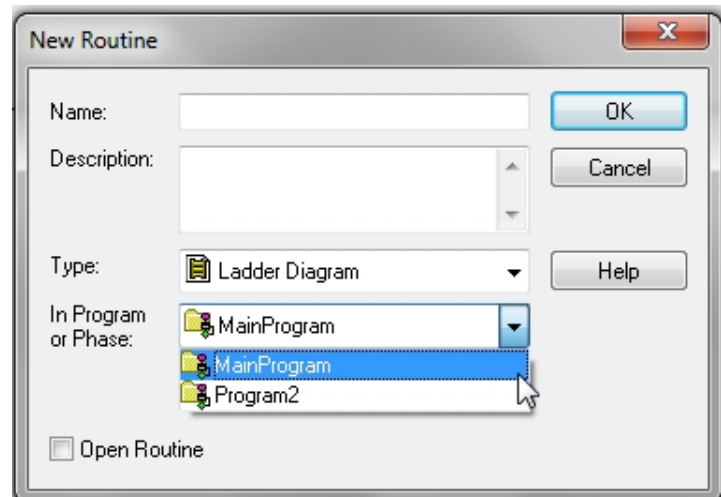 New Routine
Name:
OK
Description:
Cancel
Type:
Ladder Diagram
Help
In Program
or Phase:
MainProgram
MainProgram
Program2
Open Routine